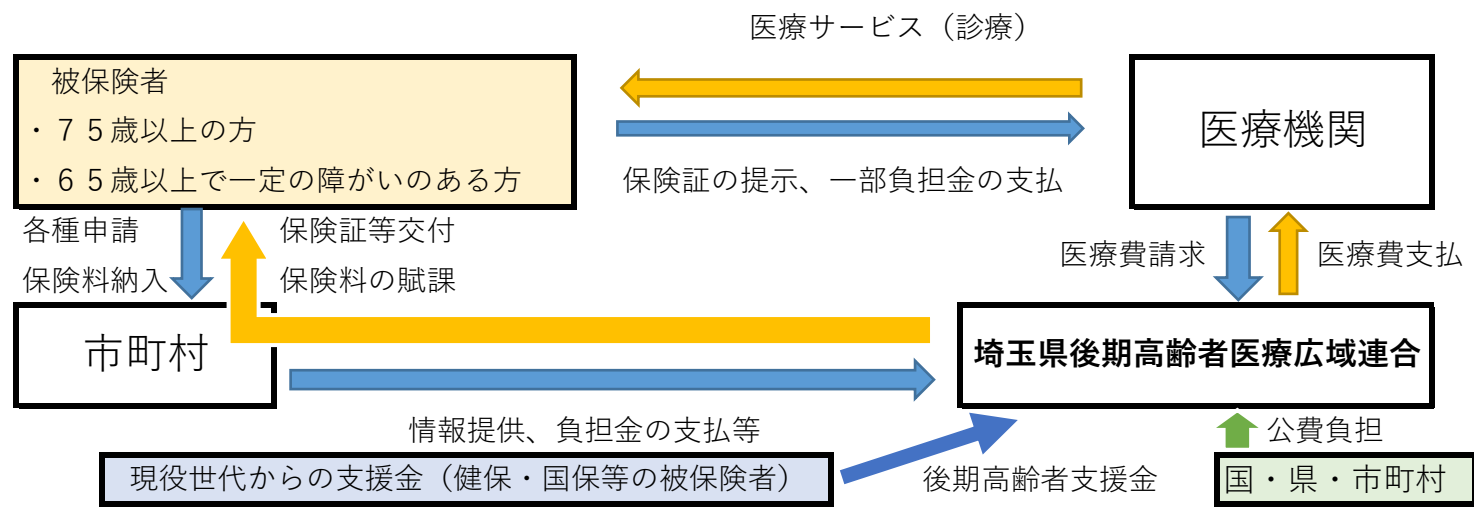 医療サービス（診療）
被保険者
・７５歳以上の方
・６５歳以上で一定の障がいのある方
医療機関
保険証の提示、一部負担金の支払
各種申請
保険料納入
保険証等交付
保険料の賦課
医療費請求
医療費支払
市町村
埼玉県後期高齢者医療広域連合
情報提供、負担金の支払等
公費負担
現役世代からの支援金（健保・国保等の被保険者）
後期高齢者支援金
国・県・市町村